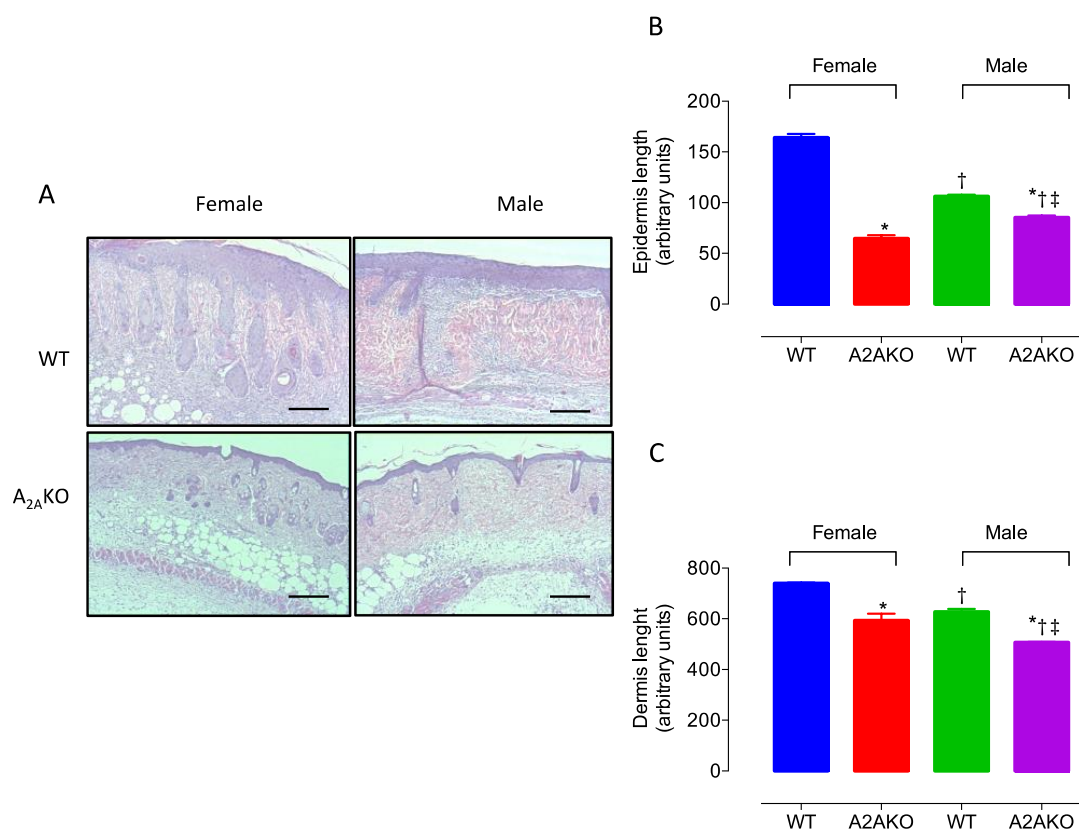 A
Female Male
WT
A2AKO
B
Female Male
Epidermis length
(arbitrary units)
200
150
100
50
0
*
†
*†‡
WT A2AKO WT A2AKO
C
Female Male
Dermis lenght
(arbitrary units)
800
600
400
200
0
*
†
*†‡
WT A2AKO WT A2AKO